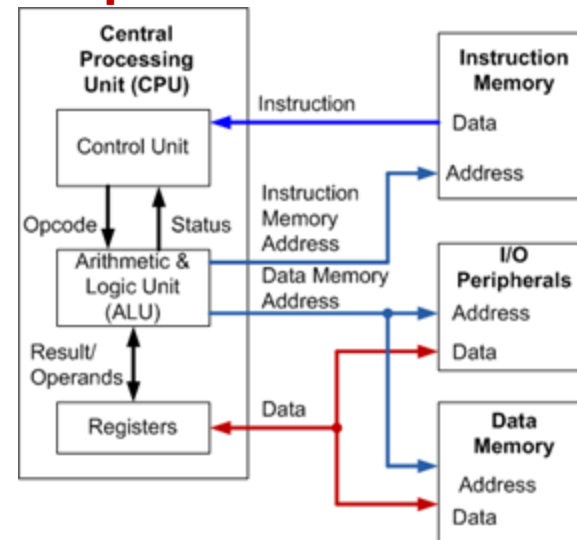 Central
Processing
Unit (CPU)
Control Unit
Opcode
Status
Arithmetic &
Logic Unit
(ALU)
Result/
Operands
Registers
Instruction
Instruction
Memory
Address
Data Memory
Address
Data
Instruction
Memory
Data
Address
I/O
Peripherals
Address
Data
Data
Memory
Address
Data